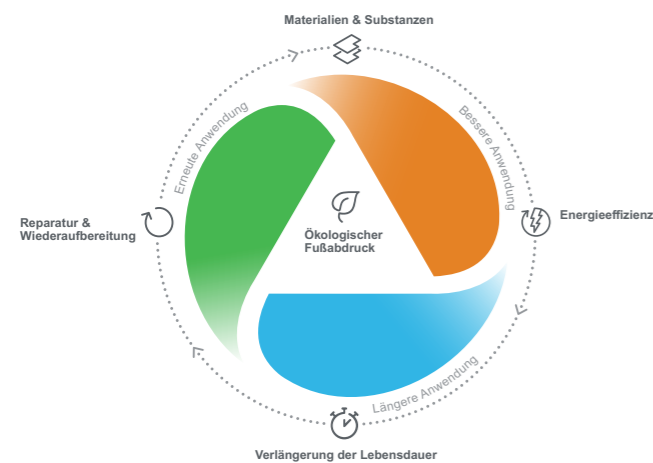 Materialien & Substanzen
Erneute Anwendung
Bessere Anwendung
Reparatur &
Wiederaufbereitung
Ökologischer
Fußabdruck
Energieeffizienz
Längere Anwendung
Verlängerung der Lebensdauer